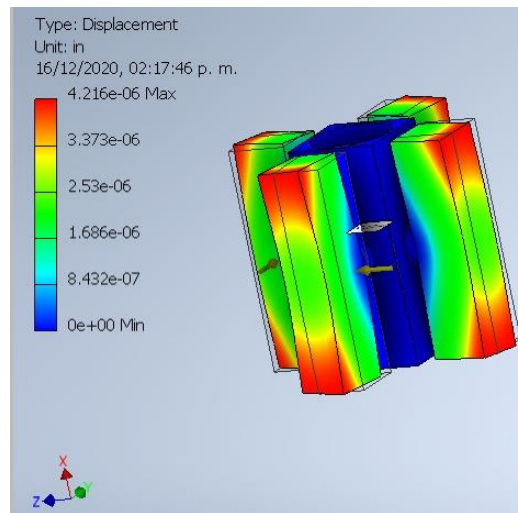 Type: Displacement
Unit: in
16/12/2020, 02:17:46 p. m.
4.216e-06 Max
3.373e-06
2.53e-06
1.686e-06
8.432e-07
0e+00 Min
X
Z
Y